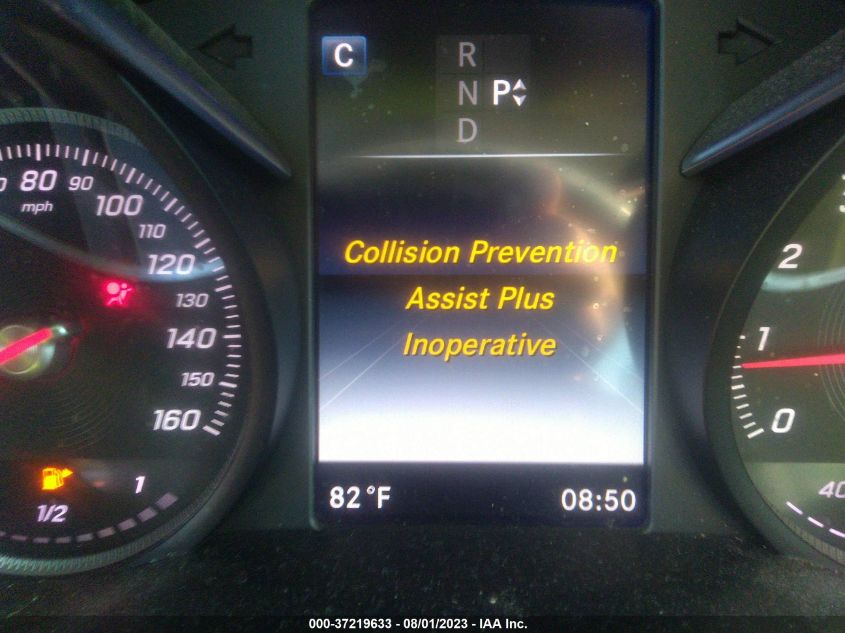 C
R
N P
D
80 90
mph
100
110
120
130
140
150
160
1/2 1
Collision Prevention
Assist Plus
Inoperative
82°F 08:50
2
1
0
40
000-37219633 - 08/01/2023 - IAA Inc.